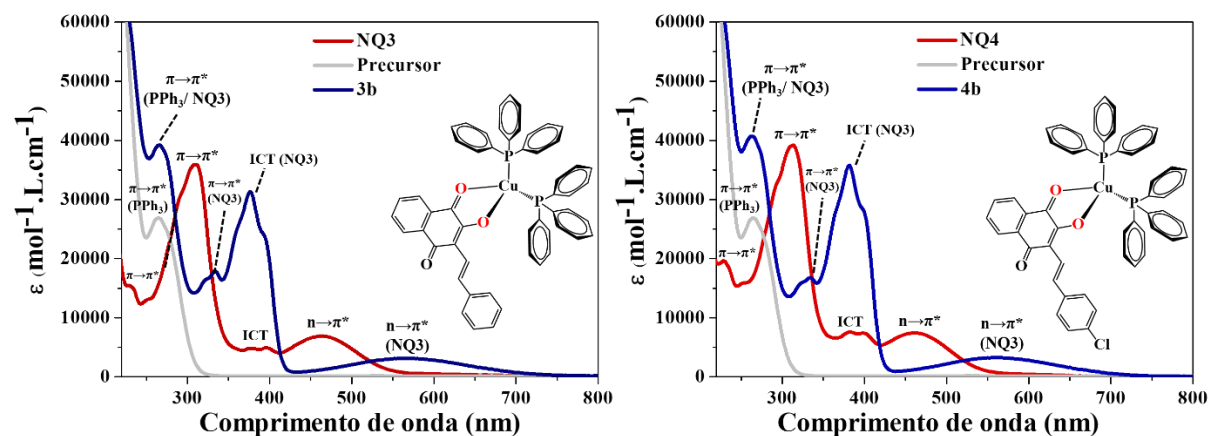 60000
50000
40000
30000
20000
10000
0
ε (mol⁻¹.L.cm⁻¹)
NQ3
Precursor
3b
π→π*
(PPh₃/ NQ3)
π→π*
π→π*
(PPh₃)
π→π*
(NQ3)
ICT (NQ3)
π→π*
ICT
n→π*
n→π*
(NQ3)
P
Cu
P
O
O
O
300 400 500 600 700 800
Comprimento de onda (nm)
60000
50000
40000
30000
20000
10000
0
ε (mol⁻¹.L.cm⁻¹)
NQ4
Precursor
4b
π→π*
(PPh₃/ NQ3)
π→π*
π→π*
(PPh₃)
π→π*
(NQ3)
ICT (NQ3)
π→π*
ICT
n→π*
n→π*
(NQ3)
P
Cu
P
O
O
O
Cl
300 400 500 600 700 800
Comprimento de onda (nm)